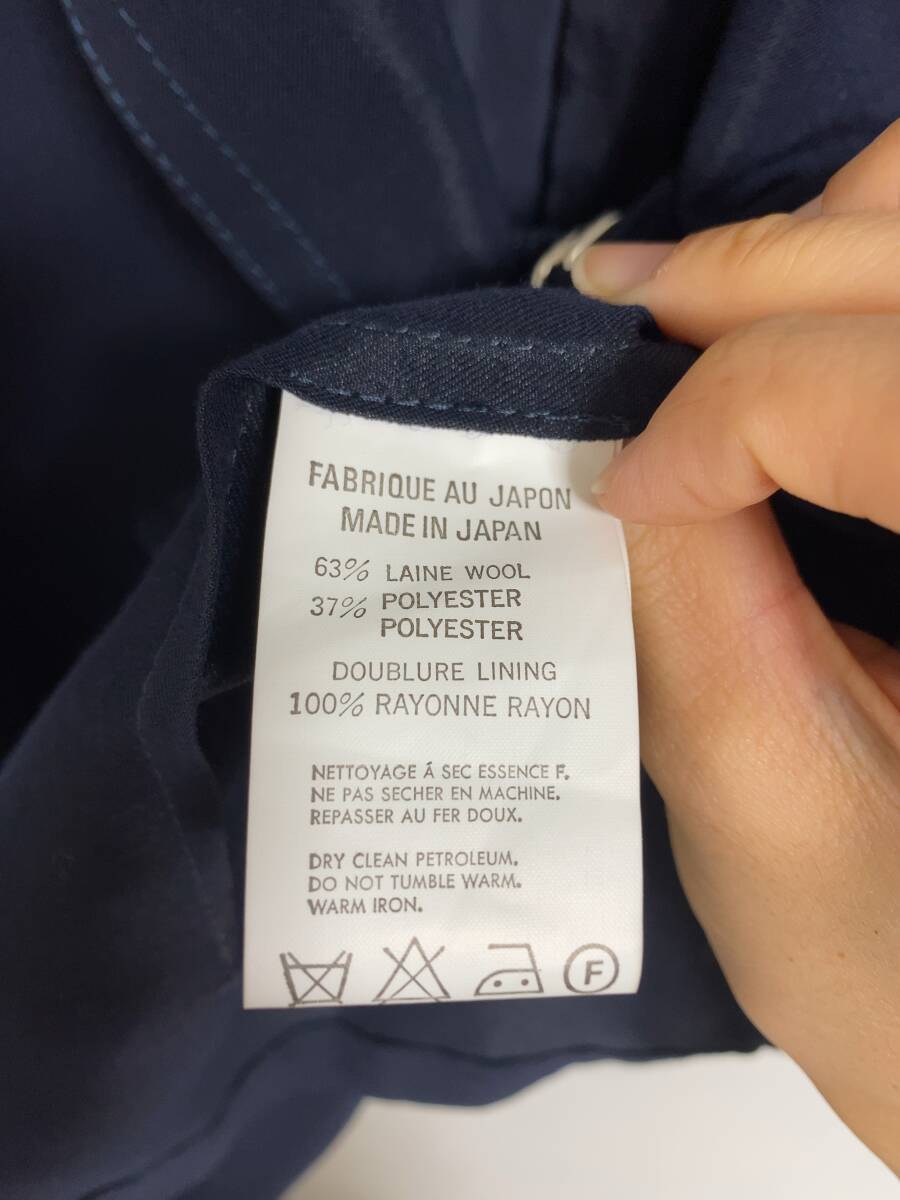 FABRIQUE AU JAPON
MADE IN JAPAN
63% LAINE WOOL
37% POLYESTER
POLYESTER
DOUBLURE LINING
100% RAYONNE RAYON
NETTOYAGE Á SEC ESSENCE F.
NE PAS SECHER EN MACHINE.
REPASSER AU FER DOUX.
DRY CLEAN PETROLEUM.
DO NOT TUMBLE WARM.
WARM IRON.
F